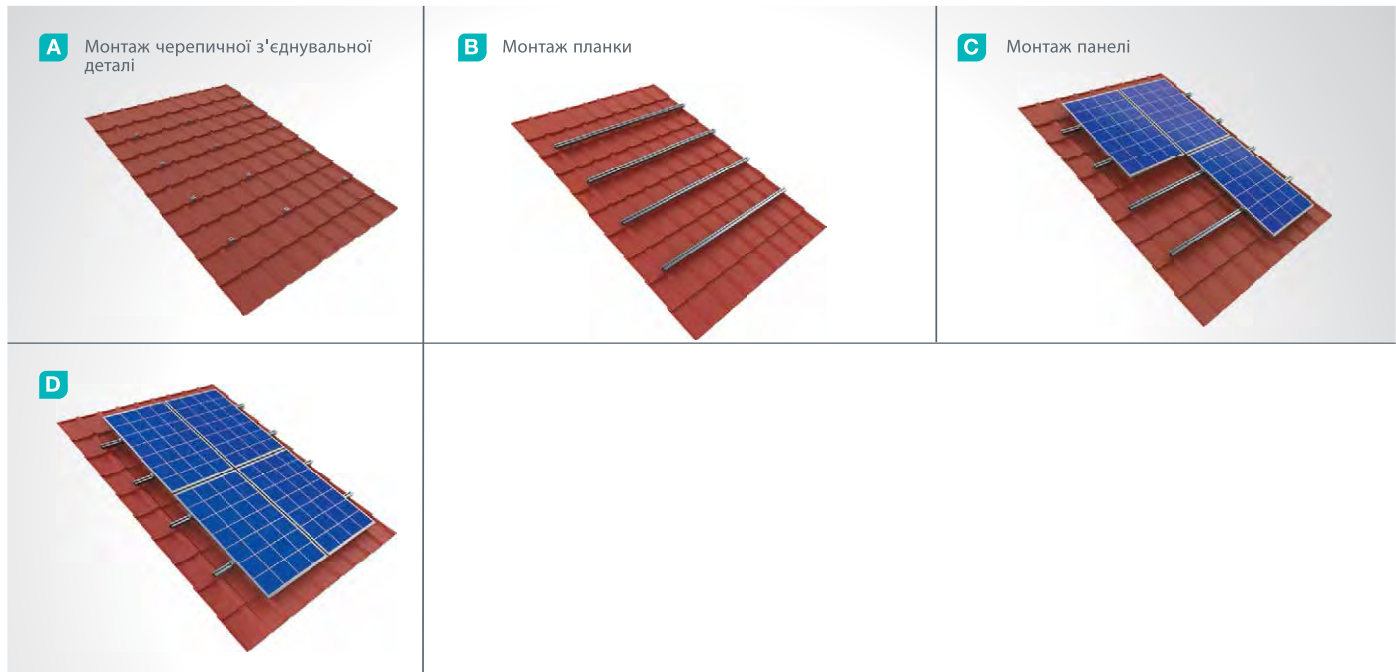 A
Монтаж черепичної з'єднувальної
деталі
B
Монтаж планки
C
Монтаж панелі
D